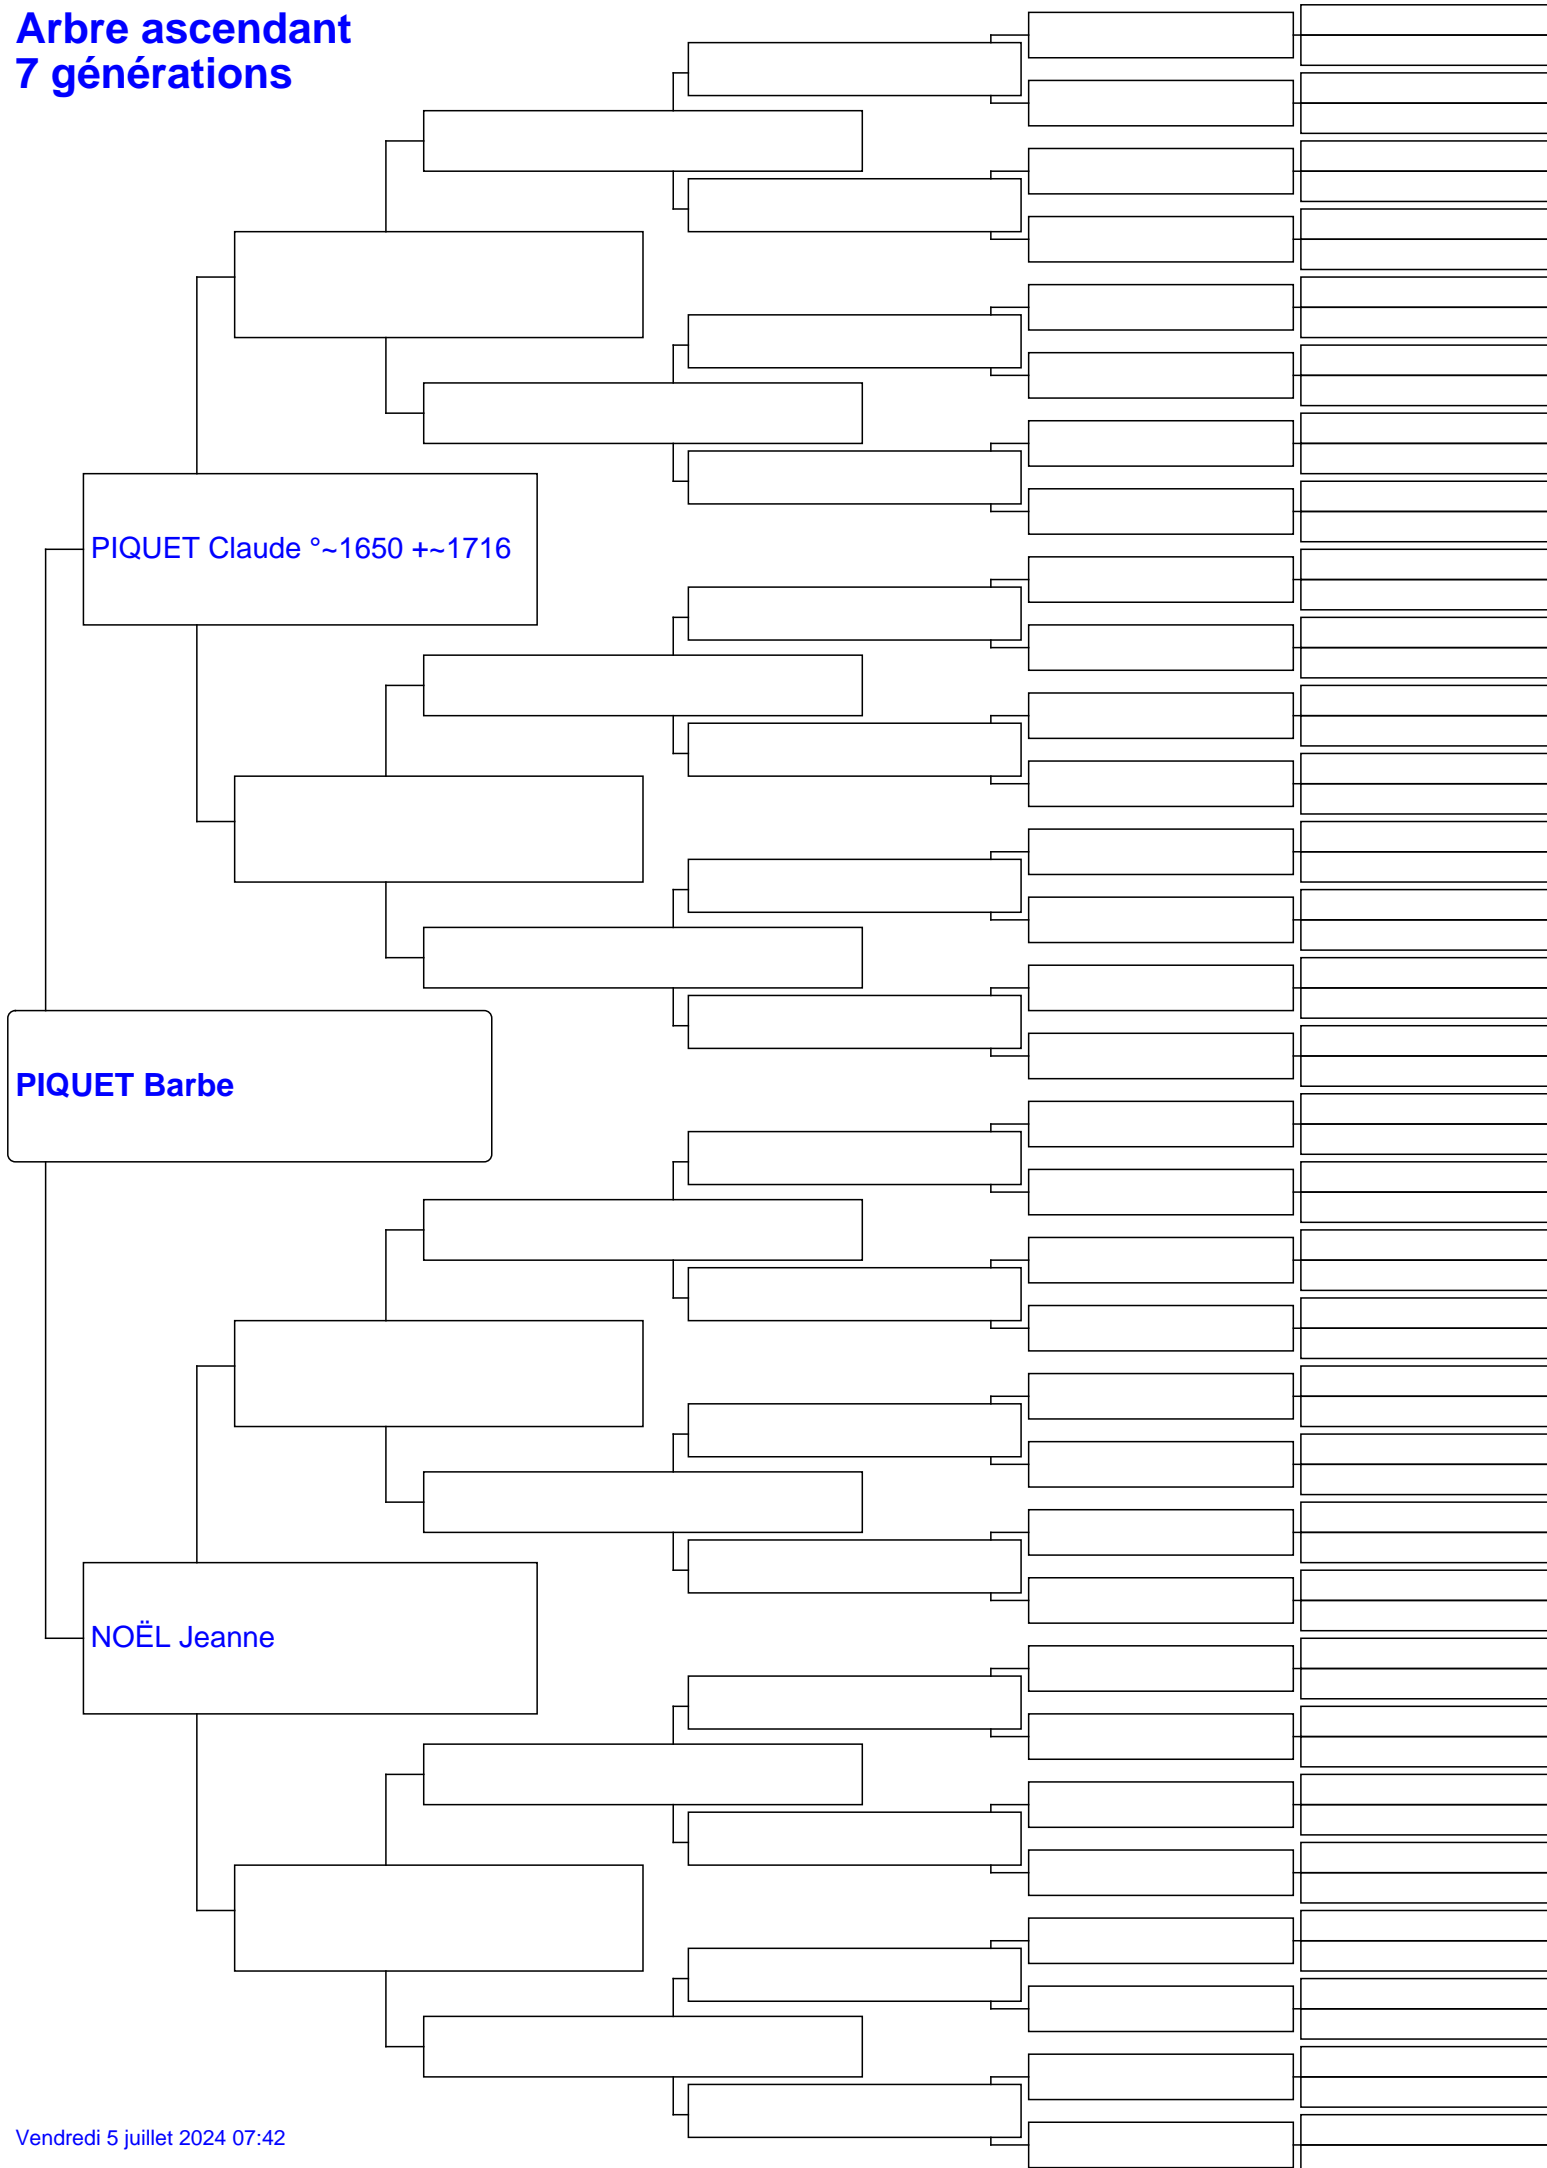 Arbre ascendant
7 générations
PIQUET Claude °~1650 +~1716
PIQUET Barbe
NOËL Jeanne
Vendredi 5 juillet 2024 07:42